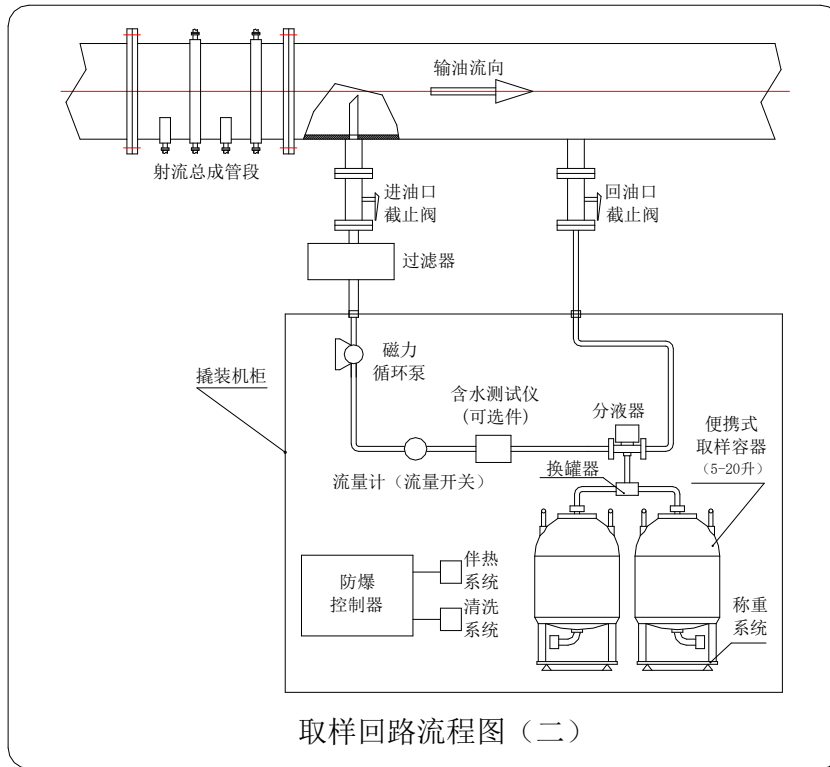 输油流向
射流总成管段
进油口
截止阀
回油口
截止阀
过滤器
撬装机柜
磁力
循环泵
含水测试仪
(可选件)
分液器
便携式
取样容器
(5-20升)
流量计（流量开关）
换罐器
防爆
控制器
伴热
系统
清洗
系统
称重
系统
取样回路流程图（二）